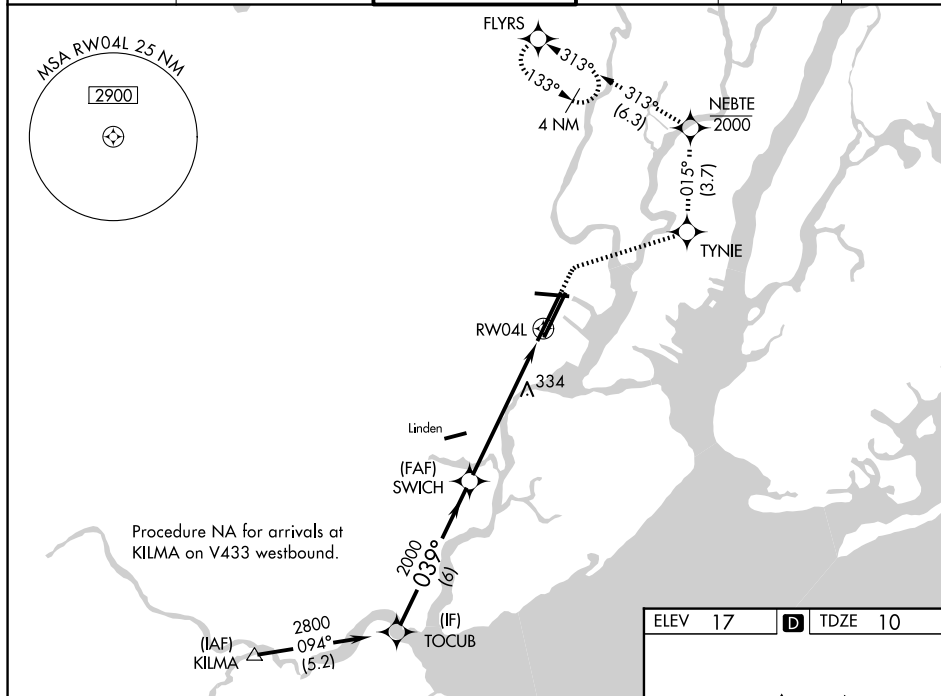 MSA RW04L 25 NM
2900
FLYRS
313°
133°
4 NM
313°
(6.3)
NEBTE
2000
015°
(3.7)
TYNIE
RW04L
334
Linden
(FAF)
SWICH
Procedure NA for arrivals at
KILMA on V433 westbound.
2000
039°
(6)
(IAF)
KILMA
2800
094°
(5.2)
(IF)
TOCUB
ELEV 17 D TDZE 10